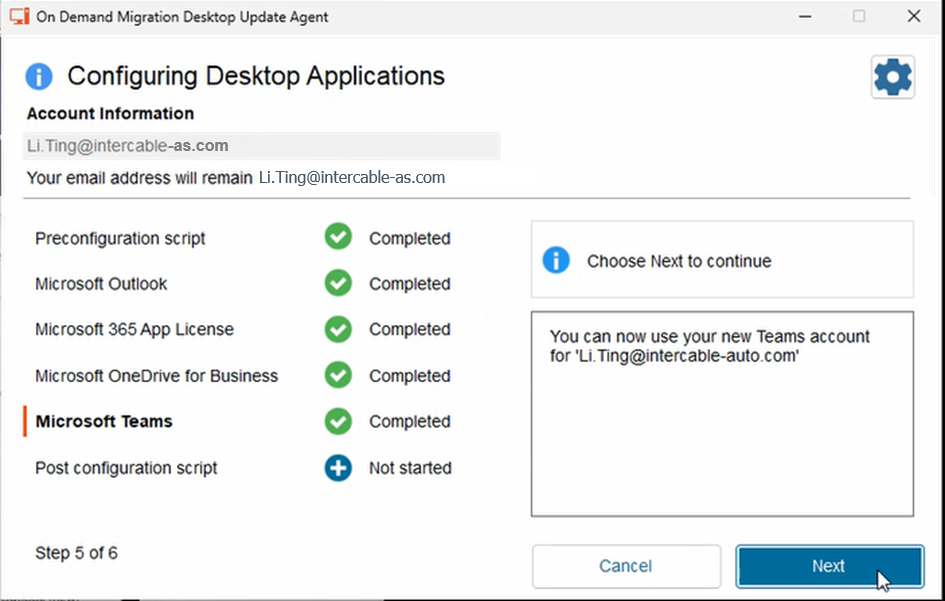 On Demand Migration Desktop Update Agent
Configuring Desktop Applications
Account Information
Li.Ting@intercable-as.com
Your email address will remain Li.Ting@intercable-as.com
Preconfiguration script Completed
Microsoft Outlook Completed
Microsoft 365 App License Completed
Microsoft OneDrive for Business Completed
Microsoft Teams Completed
Post configuration script Not started
Choose Next to continue
You can now use your new Teams account
for 'Li.Ting@intercable-auto.com'
Step 5 of 6
Cancel
Next